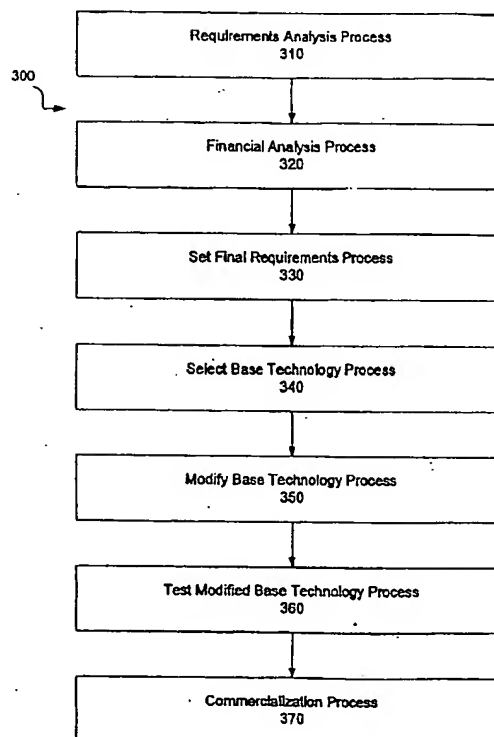 Requirements Analysis Process
310
300
Financial Analysis Process
320
Set Final Requirements Process
330
Select Base Technology Process
340
Modify Base Technology Process
350
Test Modified Base Technology Process
360
Commercialization Process
370